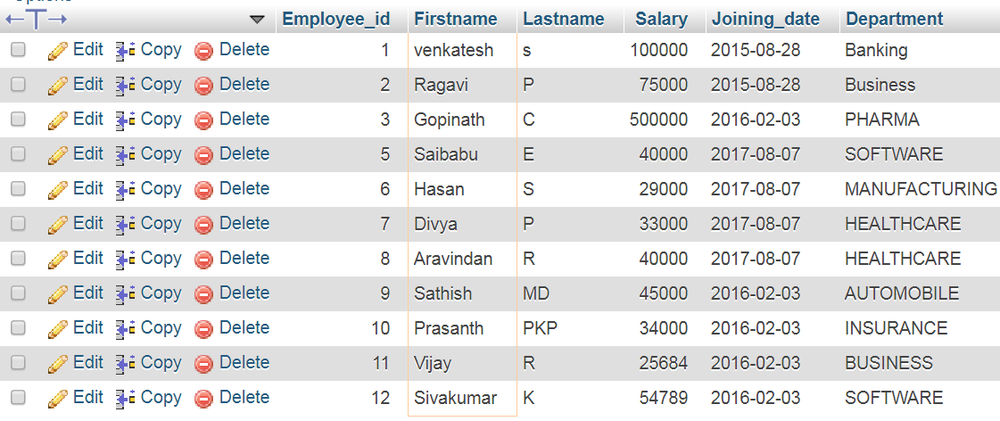 Employee_id Firstname Lastname Salary Joining_date Department
Edit Copy Delete 1 venkatesh s 100000 2015-08-28 Banking
Edit Copy Delete 2 Ragavi P 75000 2015-08-28 Business
Edit Copy Delete 3 Gopinath C 500000 2016-02-03 PHARMA
Edit Copy Delete 5 Saibabu E 40000 2017-08-07 SOFTWARE
Edit Copy Delete 6 Hasan S 29000 2017-08-07 MANUFACTURING
Edit Copy Delete 7 Divya P 33000 2017-08-07 HEALTHCARE
Edit Copy Delete 8 Aravindan R 40000 2017-08-07 HEALTHCARE
Edit Copy Delete 9 Sathish MD 45000 2016-02-03 AUTOMOBILE
Edit Copy Delete 10 Prasanth PKP 34000 2016-02-03 INSURANCE
Edit Copy Delete 11 Vijay R 25684 2016-02-03 BUSINESS
Edit Copy Delete 12 Sivakumar K 54789 2016-02-03 SOFTWARE